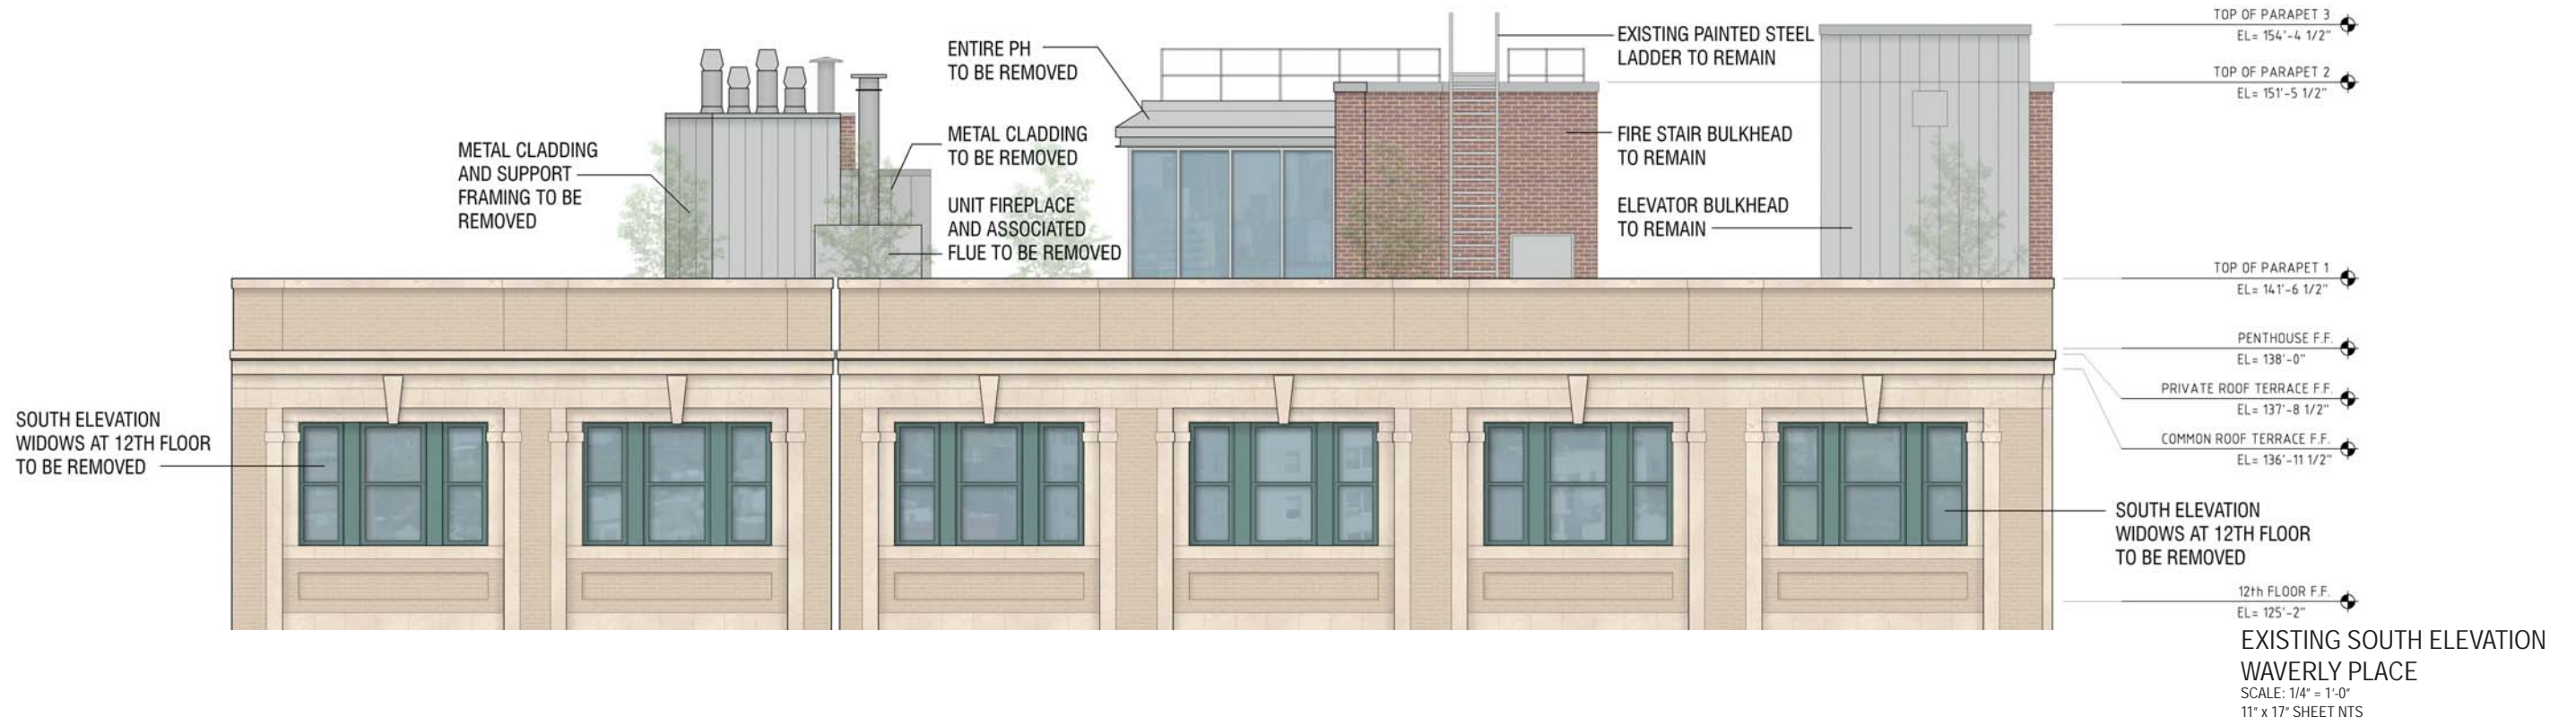 METAL CLADDING
AND SUPPORT
FRAMING TO BE
REMOVED
ENTIRE PH
TO BE REMOVED
METAL CLADDING
TO BE REMOVED
UNIT FIREPLACE
AND ASSOCIATED
FLUE TO BE REMOVED
EXISTING PAINTED STEEL
LADDER TO REMAIN
FIRE STAIR BULKHEAD
TO REMAIN
ELEVATOR BULKHEAD
TO REMAIN
TOP OF PARAPET 3
EL= 154'-4 1/2"
TOP OF PARAPET 2
EL= 151'-5 1/2"
TOP OF PARAPET 1
EL= 141'-6 1/2"
PENTHOUSE F.F.
EL= 138'-0"
PRIVATE ROOF TERRACE F.F.
EL= 137'-8 1/2"
COMMON ROOF TERRACE F.F.
EL= 136'-11 1/2"
SOUTH ELEVATION
WIDOWS AT 12TH FLOOR
TO BE REMOVED
SOUTH ELEVATION
WIDOWS AT 12TH FLOOR
TO BE REMOVED
12th FLOOR F.F.
EL= 125'-2"
EXISTING SOUTH ELEVATION
WAVERLY PLACE
SCALE: 1/4" = 1'-0"
11" x 17" SHEET NTS